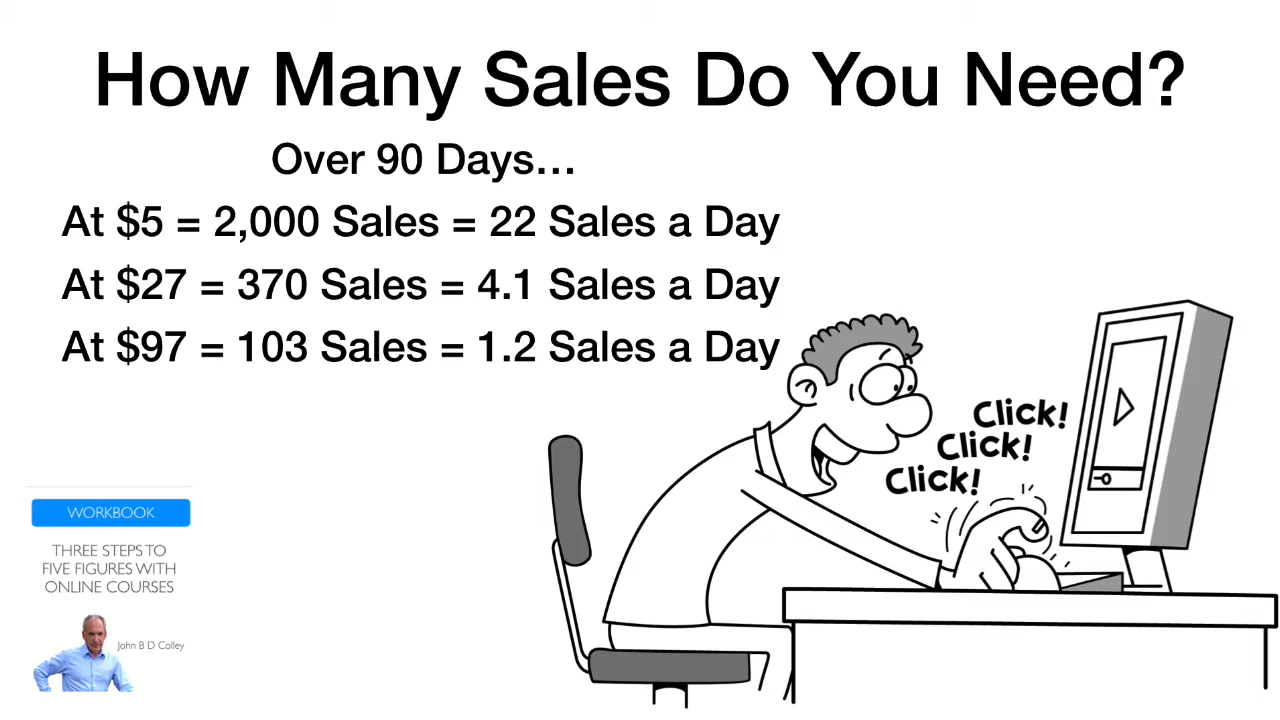 How Many Sales Do You Need?
Over 90 Days…
At $5 = 2,000 Sales = 22 Sales a Day
At $27 = 370 Sales = 4.1 Sales a Day
At $97 = 103 Sales = 1.2 Sales a Day
Click!
Click!
Click!
WORKBOOK
THREE STEPS TO
FIVE FIGURES WITH
ONLINE COURSES
John B D Colley